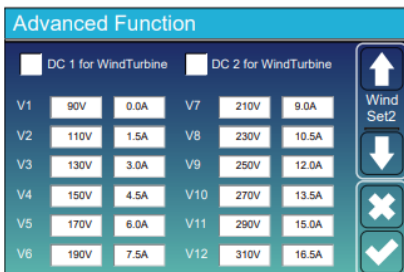 Advanced Function
DC 1 for WindTurbine DC 2 for WindTurbine
V1 90V 0.0A V7 210V 9.0A
V2 110V 1.5A V8 230V 10.5A
V3 130V 3.0A V9 250V 12.0A
V4 150V 4.5A V10 270V 13.5A
V5 170V 6.0A V11 290V 15.0A
V6 190V 7.5A V12 310V 16.5A
Wind
Set2